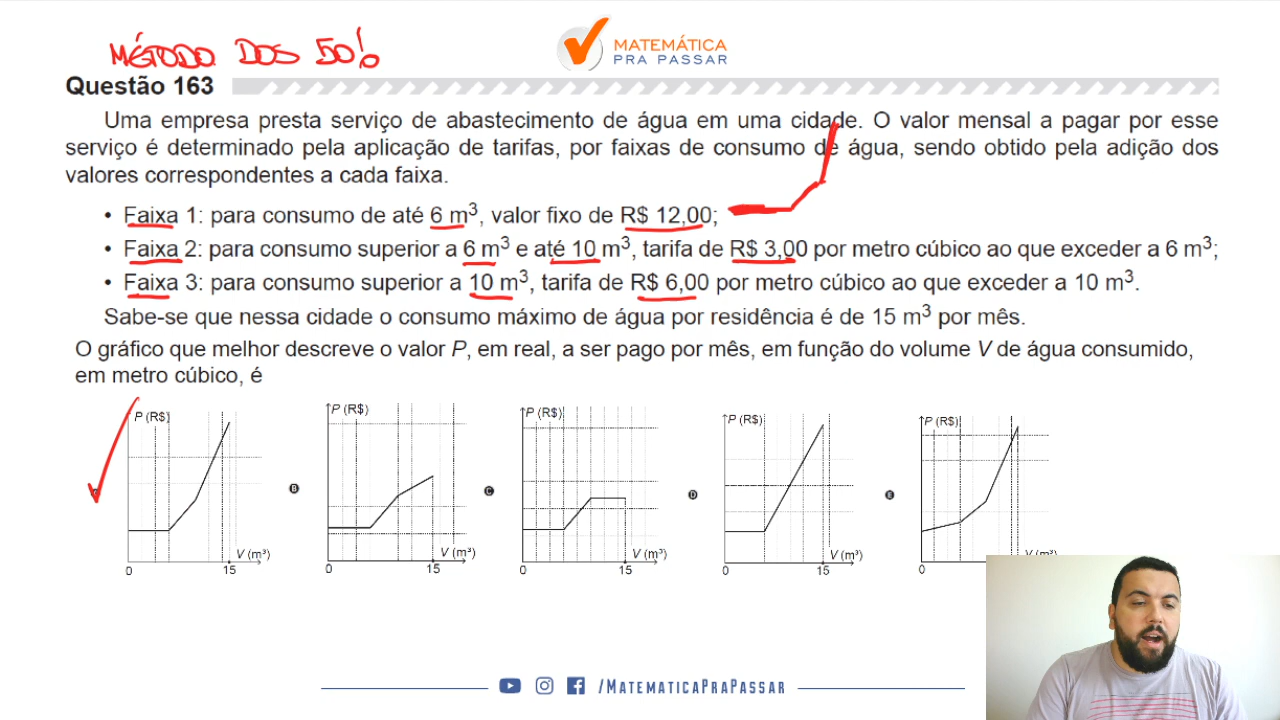 MÉTODO DOS 50!
MATEMÁTICA
PRA PASSAR
Questão 163
Uma empresa presta serviço de abastecimento de água em uma cidade. O valor mensal a pagar por esse
serviço é determinado pela aplicação de tarifas, por faixas de consumo de água, sendo obtido pela adição dos
valores correspondentes a cada faixa.
• Faixa 1: para consumo de até 6 m³, valor fixo de R$ 12,00;
• Faixa 2: para consumo superior a 6 m³ e até 10 m³, tarifa de R$ 3,00 por metro cúbico ao que exceder a 6 m³;
• Faixa 3: para consumo superior a 10 m³, tarifa de R$ 6,00 por metro cúbico ao que exceder a 10 m³.
Sabe-se que nessa cidade o consumo máximo de água por residência é de 15 m³ por mês.
O gráfico que melhor descreve o valor P, em real, a ser pago por mês, em função do volume V de água consumido,
em metro cúbico, é
P (R$)
V (m³)
0 15
B
P (R$)
V (m³)
0 15
C
P (R$)
V (m³)
0 15
D
P (R$)
V (m³)
0 15
E
P (R$)
V (m³)
0
/MatematicaPraPassar